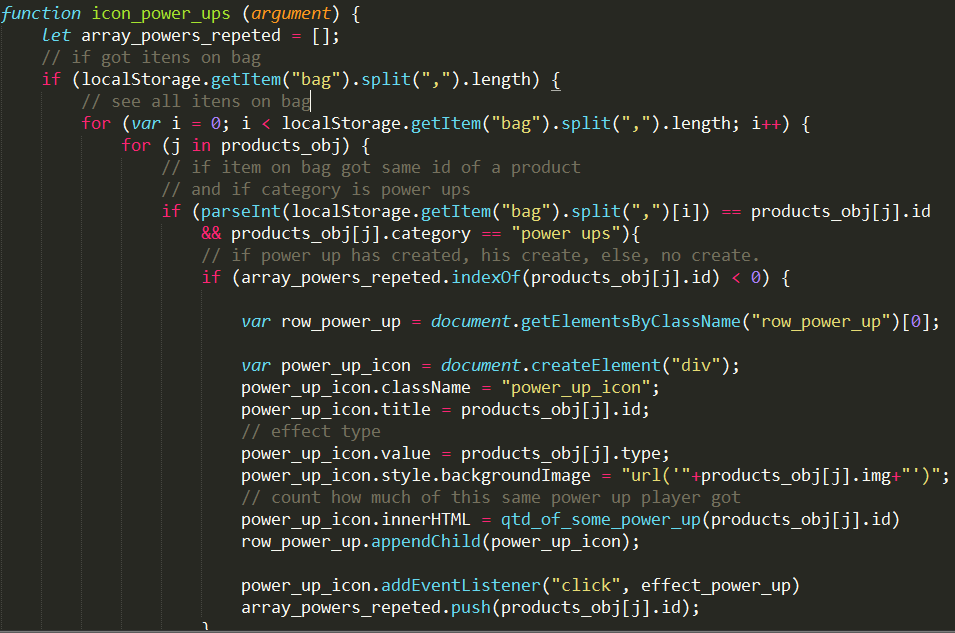 function icon_power_ups (argument) {
let array_powers_repeted = [];
// if got itens on bag
if (localStorage.getItem("bag").split(",").length) {
// see all itens on bag
for (var i = 0; i < localStorage.getItem("bag").split(",").length; i++) {
for (j in products_obj) {
// if item on bag got same id of a product
// and if category is power ups
if (parseInt(localStorage.getItem("bag").split(",")[i]) == products_obj[j].id
&& products_obj[j].category == "power ups"){
// if power up has created, his create, else, no create.
if (array_powers_repeted.indexOf(products_obj[j].id) < 0) {
var row_power_up = document.getElementsByClassName("row_power_up")[0];
var power_up_icon = document.createElement("div");
power_up_icon.className = "power_up_icon";
power_up_icon.title = products_obj[j].id;
// effect type
power_up_icon.value = products_obj[j].type;
power_up_icon.style.backgroundImage = "url('"+products_obj[j].img+"')";
// count how much of this same power up player got
power_up_icon.innerHTML = qtd_of_some_power_up(products_obj[j].id)
row_power_up.appendChild(power_up_icon);
power_up_icon.addEventListener("click", effect_power_up)
array_powers_repeted.push(products_obj[j].id);
}